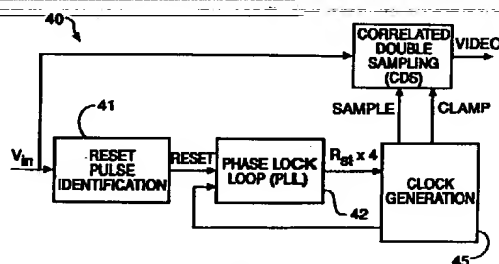 40
CORRELATED
DOUBLE
SAMPLING
(CDS)
VIDEO
SAMPLE
CLAMP
41
Vin
RESET
PULSE
IDENTIFICATION
RESET
PHASE LOCK
LOOP (PLL)
Rst x 4
42
CLOCK
GENERATION
45